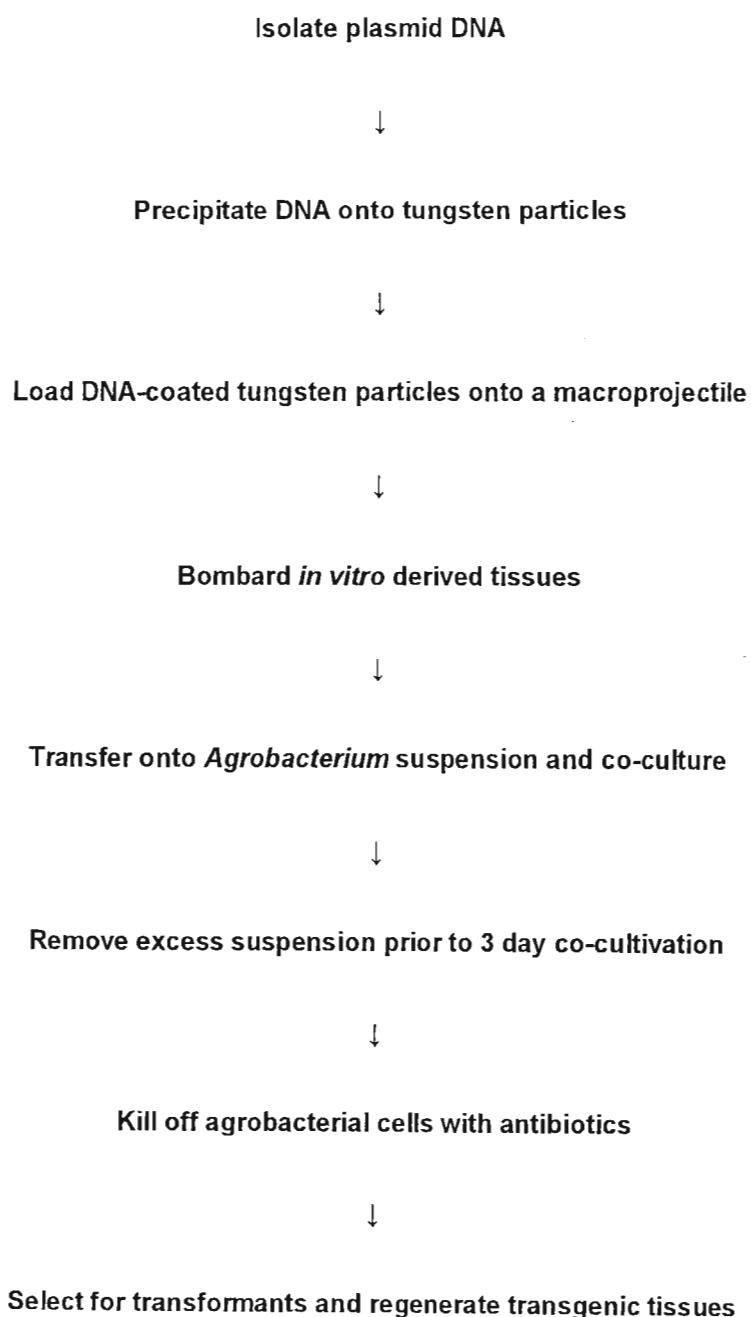 Isolate plasmid DNA
↓
Precipitate DNA onto tungsten particles
↓
Load DNA-coated tungsten particles onto a macroprojectile
↓
Bombard in vitro derived tissues
↓
Transfer onto Agrobacterium suspension and co-culture
↓
Remove excess suspension prior to 3 day co-cultivation
↓
Kill off agrobacterial cells with antibiotics
↓
Select for transformants and regenerate transgenic tissues